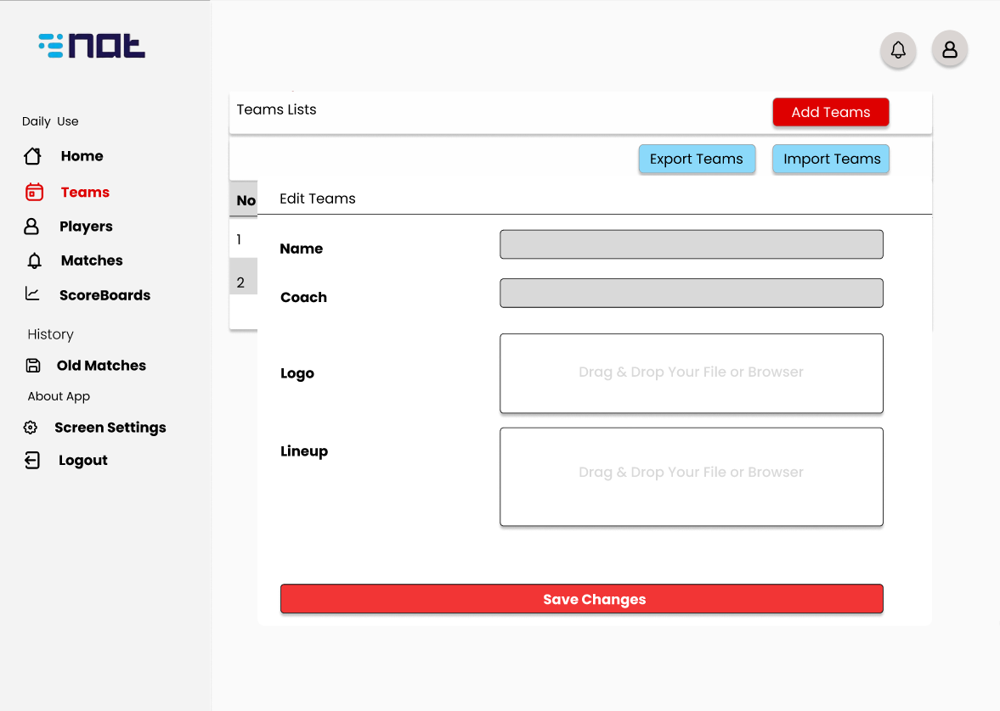 nat
Daily Use
Home
Teams
Players
Matches
ScoreBoards
History
Old Matches
About App
Screen Settings
Logout
Teams Lists
Add Teams
Export Teams
Import Teams
No
1
2
Edit Teams
Name
Coach
Logo
Drag & Drop Your File or Browser
Lineup
Drag & Drop Your File or Browser
Save Changes